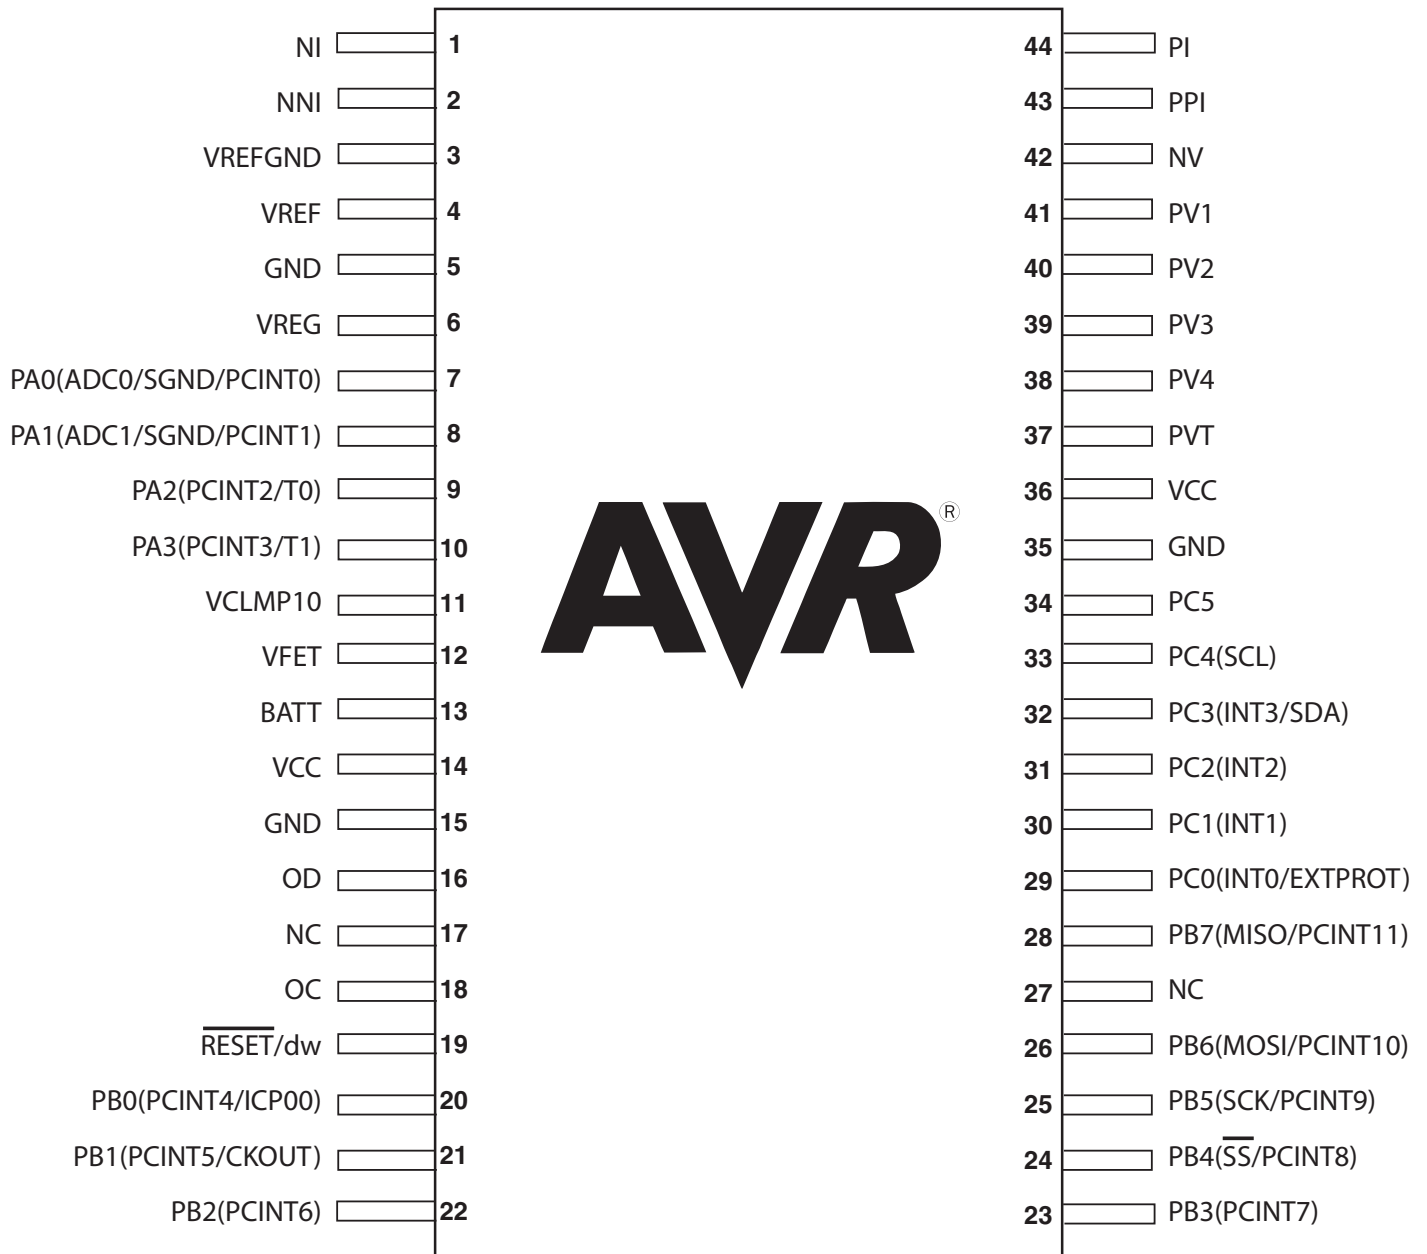 NI 1 44 PI
NNI 2 43 PPI
VREFGND 3 42 NV
VREF 4 41 PV1
GND 5 40 PV2
VREG 6 39 PV3
PA0(ADC0/SGND/PCINT0) 7 38 PV4
PA1(ADC1/SGND/PCINT1) 8 37 PVT
PA2(PCINT2/T0) 9 36 VCC
AVR®
PA3(PCINT3/T1) 10 35 GND
VCLMP10 11 34 PC5
VFET 12 33 PC4(SCL)
BATT 13 32 PC3(INT3/SDA)
VCC 14 31 PC2(INT2)
GND 15 30 PC1(INT1)
OD 16 29 PC0(INT0/EXTPROT)
NC 17 28 PB7(MISO/PCINT11)
OC 18 27 NC
R̅E̅S̅E̅T̅/dw 19 26 PB6(MOSI/PCINT10)
PB0(PCINT4/ICP00) 20 25 PB5(SCK/PCINT9)
PB1(PCINT5/CKOUT) 21 24 PB4(S̅S̅/PCINT8)
PB2(PCINT6) 22 23 PB3(PCINT7)